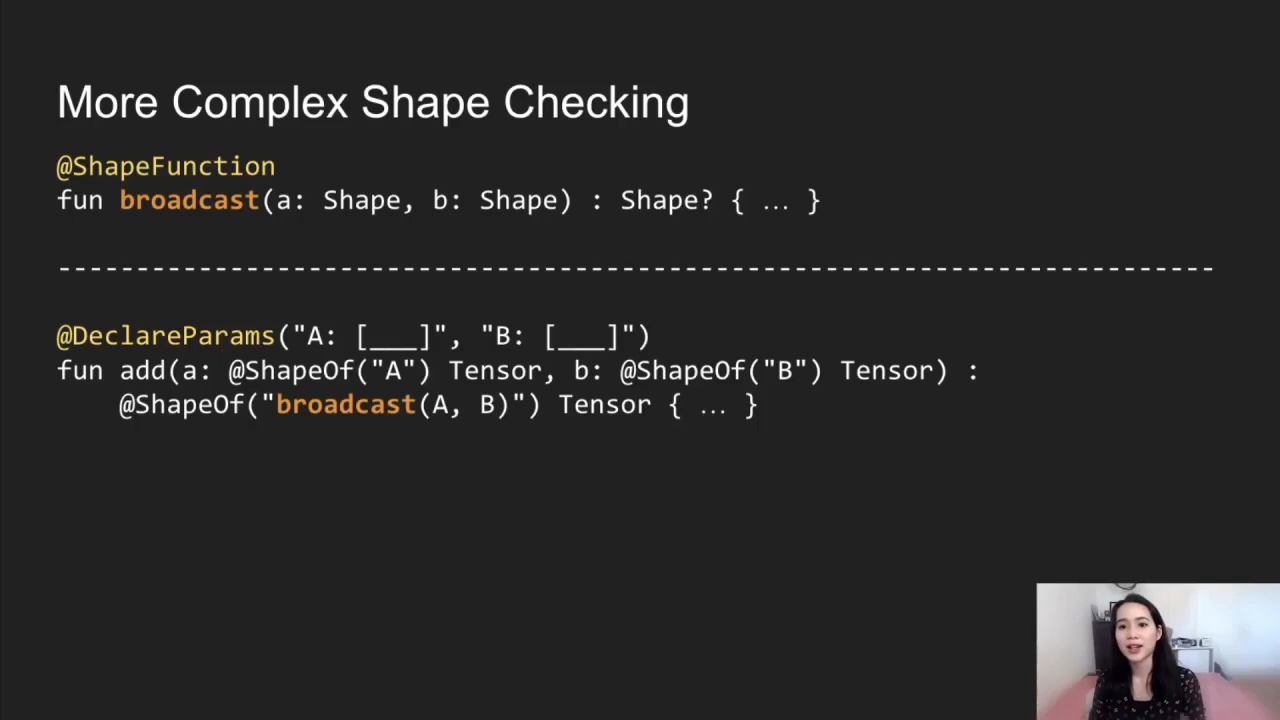 More Complex Shape Checking
@ShapeFunction
fun broadcast(a: Shape, b: Shape) : Shape? { … }
--------------------------------------------------------------------------
@DeclareParams("A: [___]", "B: [___]")
fun add(a: @ShapeOf("A") Tensor, b: @ShapeOf("B") Tensor) :
@ShapeOf("broadcast(A, B)") Tensor { … }